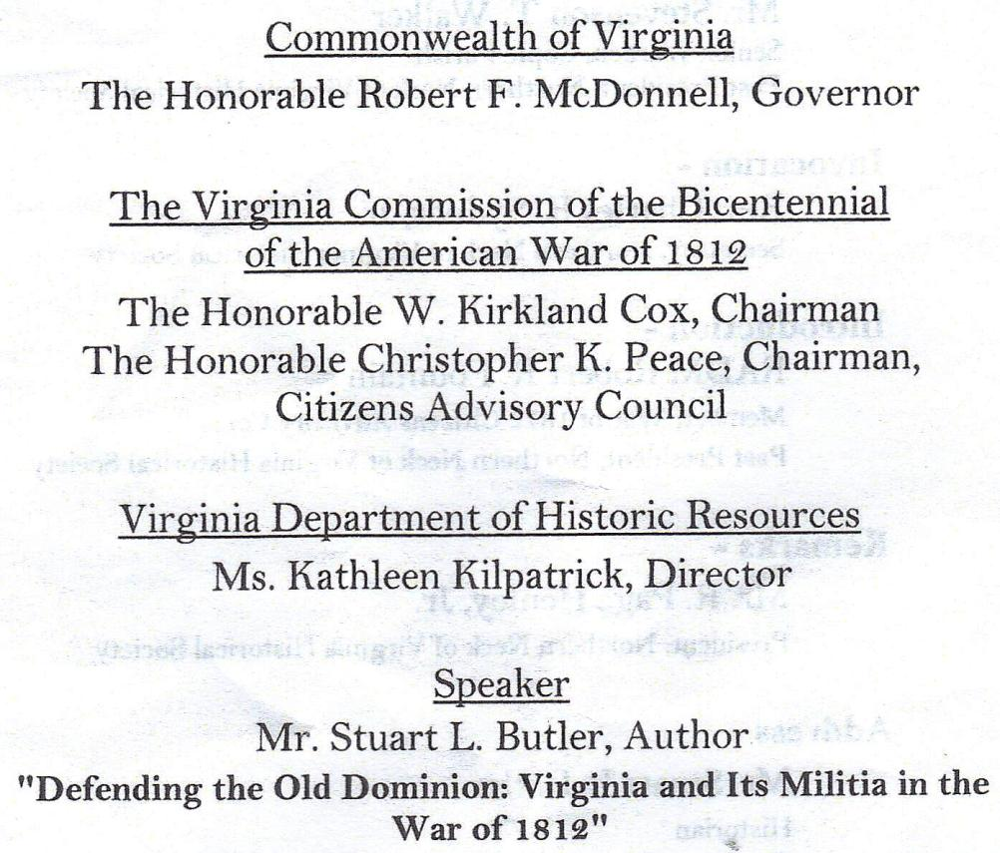 Commonwealth of Virginia
The Honorable Robert F. McDonnell, Governor
The Virginia Commission of the Bicentennial
of the American War of 1812
The Honorable W. Kirkland Cox, Chairman
The Honorable Christopher K. Peace, Chairman,
Citizens Advisory Council
Virginia Department of Historic Resources
Ms. Kathleen Kilpatrick, Director
Speaker
Mr. Stuart L. Butler, Author
"Defending the Old Dominion: Virginia and Its Militia in the
War of 1812"